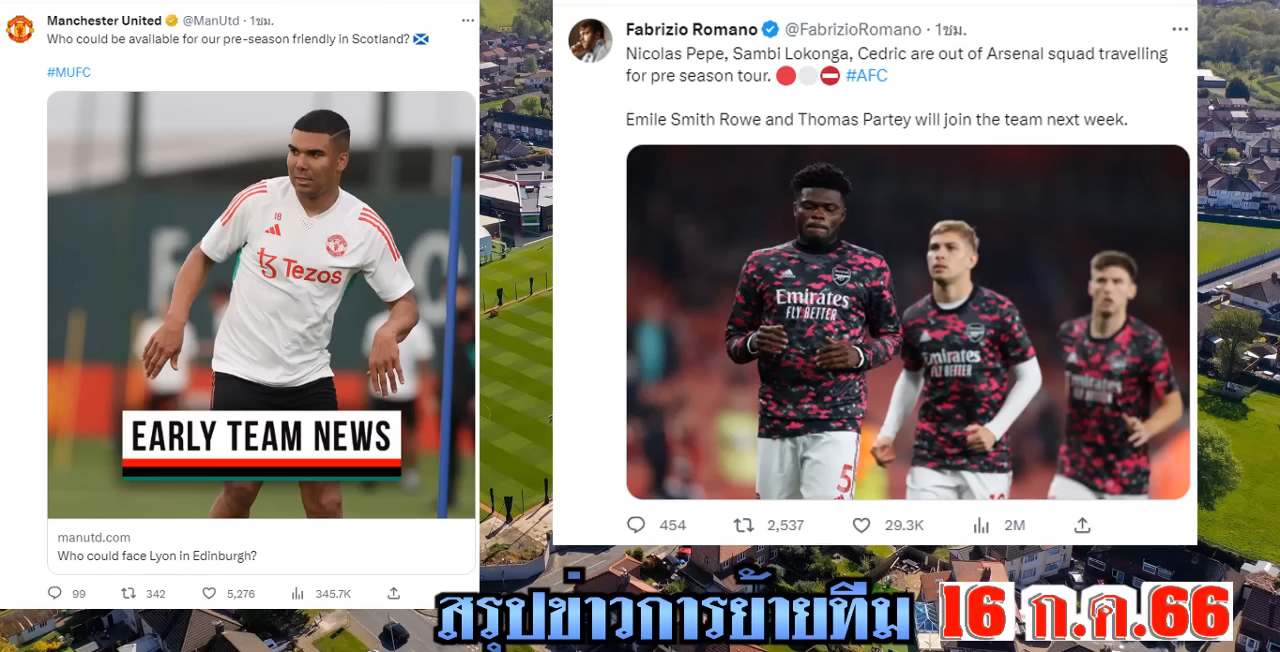 Manchester United @ManUtd · 1ชม.
Who could be available for our pre-season friendly in Scotland? 🏴󠁧󠁢󠁳󠁣󠁴󠁿
#MUFC
18
Tezos
EARLY TEAM NEWS
manutd.com
Who could face Lyon in Edinburgh?
99 342 5,276 345.7K
Fabrizio Romano @FabrizioRomano · 1ชม.
Nicolas Pepe, Sambi Lokonga, Cedric are out of Arsenal squad travelling
for pre season tour. 🔴⚪⛔ #AFC
Emile Smith Rowe and Thomas Partey will join the team next week.
Emirates
FLY BETTER
Emirates
FLY BETTER
Emirates
5
454 2,537 29.3K 2M
สรุปข่าวการย้ายทีม 16 ก.ค.66